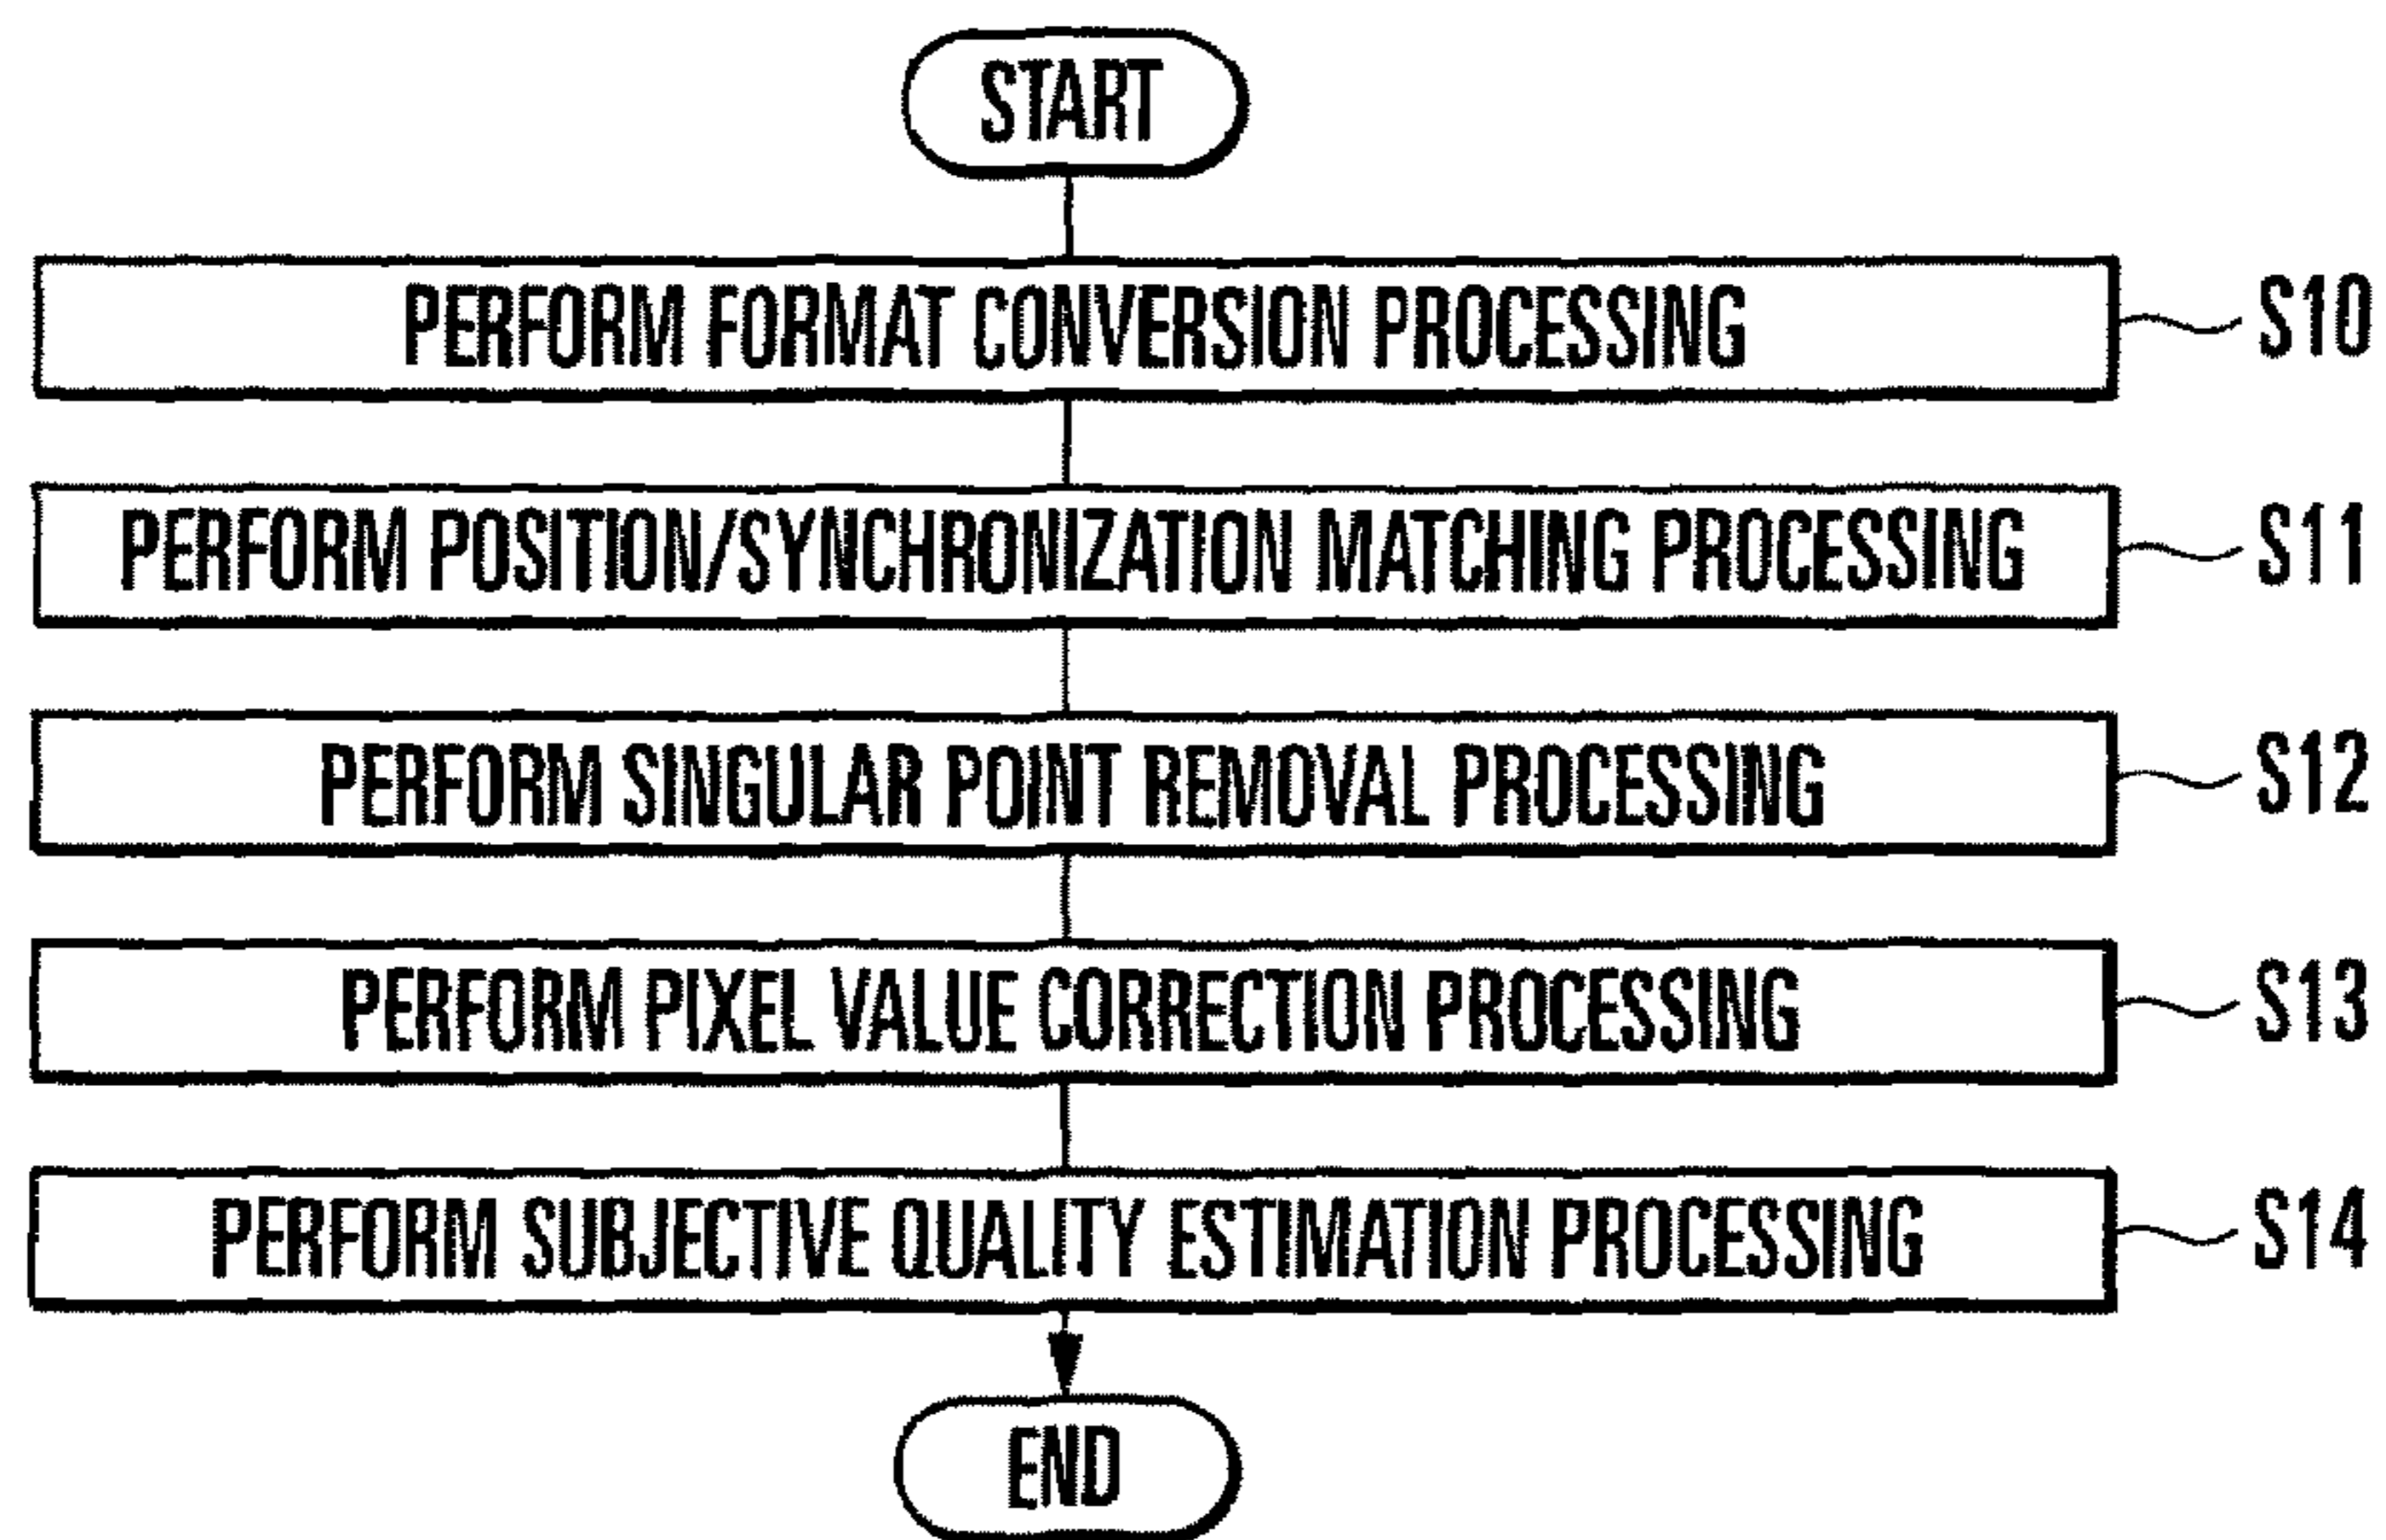 START
PERFORM FORMAT CONVERSION PROCESSING S10
PERFORM POSITION/SYNCHRONIZATION MATCHING PROCESSING S11
PERFORM SINGULAR POINT REMOVAL PROCESSING S12
PERFORM PIXEL VALUE CORRECTION PROCESSING S13
PERFORM SUBJECTIVE QUALITY ESTIMATION PROCESSING S14
END